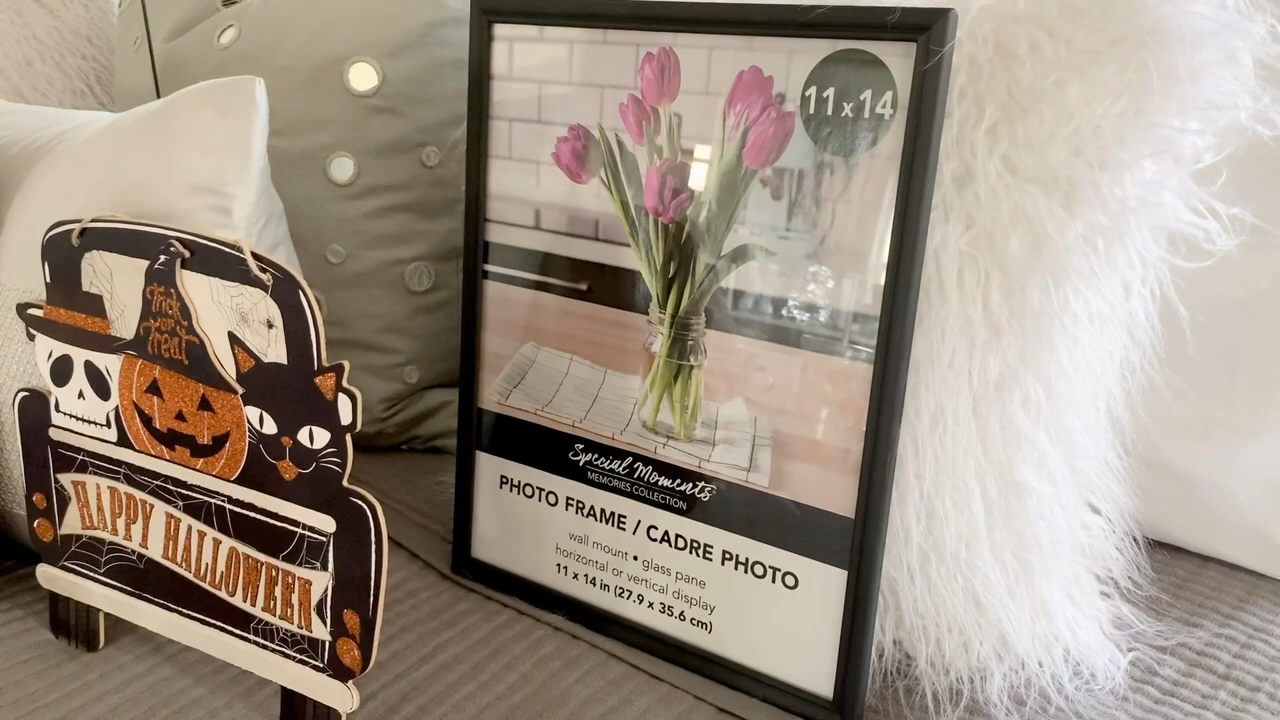 Trick
or
Treat
HAPPY HALLOWEEN
11x14
Special Moments
MEMORIES COLLECTION
PHOTO FRAME / CADRE PHOTO
wall mount • glass pane
horizontal or vertical display
11 x 14 in (27.9 x 35.6 cm)